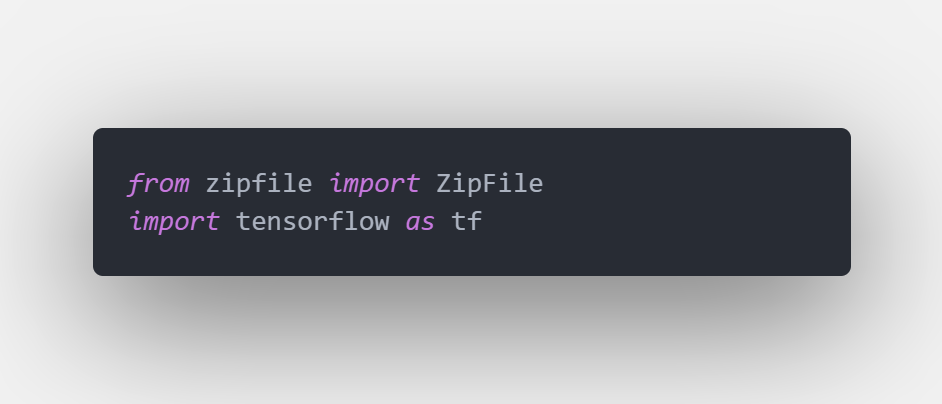 from zipfile import ZipFile
import tensorflow as tf